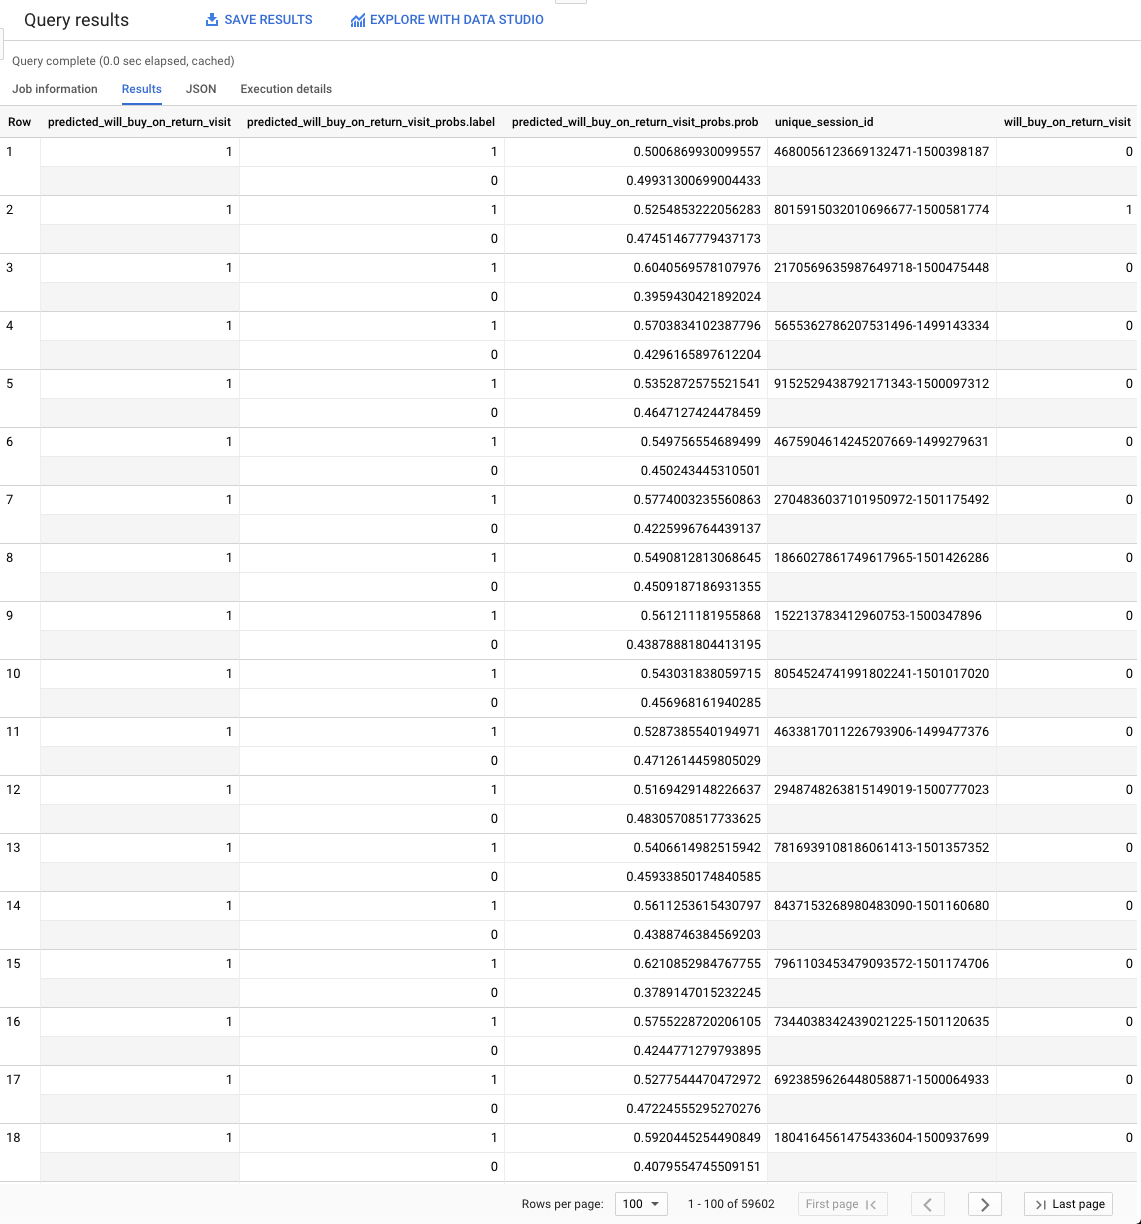 Query results SAVE RESULTS EXPLORE WITH DATA STUDIO
Query complete (0.0 sec elapsed, cached)
Job information Results JSON Execution details
Row predicted_will_buy_on_return_visit predicted_will_buy_on_return_visit_probs.label predicted_will_buy_on_return_visit_probs.prob unique_session_id will_buy_on_return_visit
1 1 1 0.5006869930099557 4680056123669132471-1500398187 0
0 0.49931300699004433
2 1 1 0.5254853222056283 8015915032010696677-1500581774 1
0 0.47451467779437173
3 1 1 0.6040569578107976 2170569635987649718-1500475448 0
0 0.3959430421892024
4 1 1 0.5703834102387796 5655362786207531496-1499143334 0
0 0.4296165897612204
5 1 1 0.5352872575521541 9152529438792171343-1500097312 0
0 0.4647127424478459
6 1 1 0.549756554689499 4675904614245207669-1499279631 0
0 0.450243445310501
7 1 1 0.5774003235560863 2704836037101950972-1501175492 0
0 0.4225996764439137
8 1 1 0.5490812813068645 1866027861749617965-1501426286 0
0 0.4509187186931355
9 1 1 0.561211181955868 152213783412960753-1500347896 0
0 0.43878881804413195
10 1 1 0.543031838059715 8054524741991802241-1501017020 0
0 0.456968161940285
11 1 1 0.5287385540194971 4633817011226793906-1499477376 0
0 0.4712614459805029
12 1 1 0.5169429148226637 2948748263815149019-1500777023 0
0 0.48305708517733625
13 1 1 0.5406614982515942 7816939108186061413-1501357352 0
0 0.45933850174840585
14 1 1 0.5611253615430797 8437153268980483090-1501160680 0
0 0.4388746384569203
15 1 1 0.6210852984767755 7961103453479093572-1501174706 0
0 0.3789147015232245
16 1 1 0.5755228720206105 7344038342439021225-1501120635 0
0 0.4244771279793895
17 1 1 0.5277544470472972 6923859626448058871-1500064933 0
0 0.47224555295270276
18 1 1 0.5920445254490849 1804164561475433604-1500937699 0
0 0.4079554745509151
Rows per page: 100 1 - 100 of 59602 First page Last page